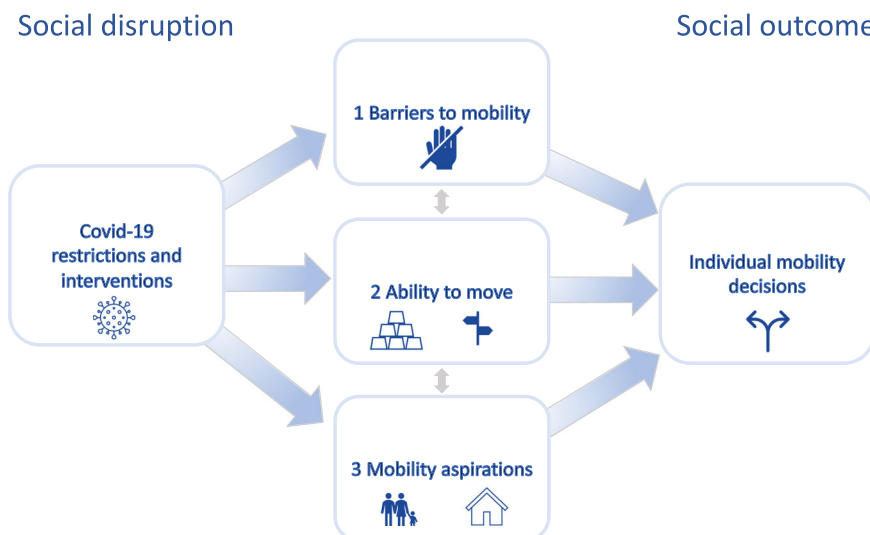 Social disruption
Social outcome
1 Barriers to mobility
Covid-19
restrictions and
interventions
2 Ability to move
Individual mobility
decisions
3 Mobility aspirations